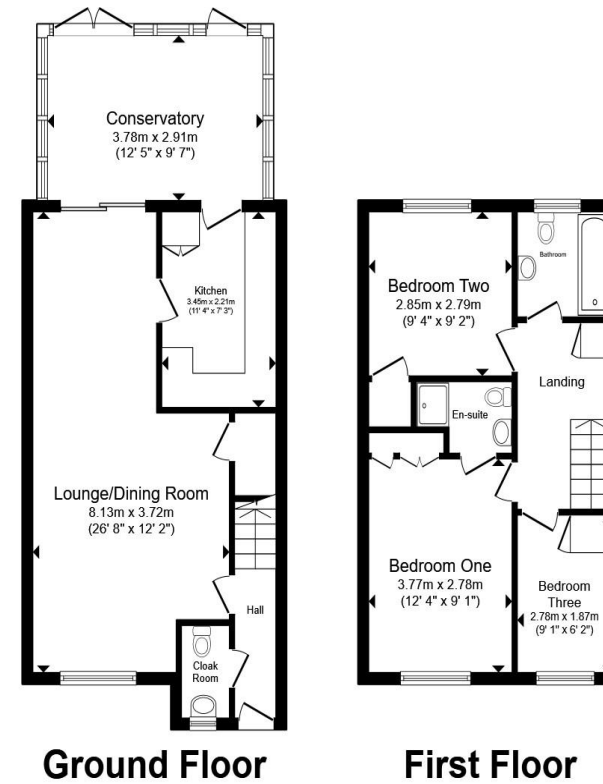 Conservatory
3.78m x 2.91m
(12' 5" x 9' 7")
Kitchen
3.45m x 2.21m
(11' 4" x 7' 3")
Lounge/Dining Room
8.13m x 3.72m
(26' 8" x 12' 2")
Hall
Cloak
Room
Ground Floor
Bedroom Two
2.85m x 2.79m
(9' 4" x 9' 2")
Bathroom
Landing
En-suite
Bedroom One
3.77m x 2.78m
(12' 4" x 9' 1")
Bedroom
Three
2.78m x 1.87m
(9' 1" x 6' 2")
First Floor